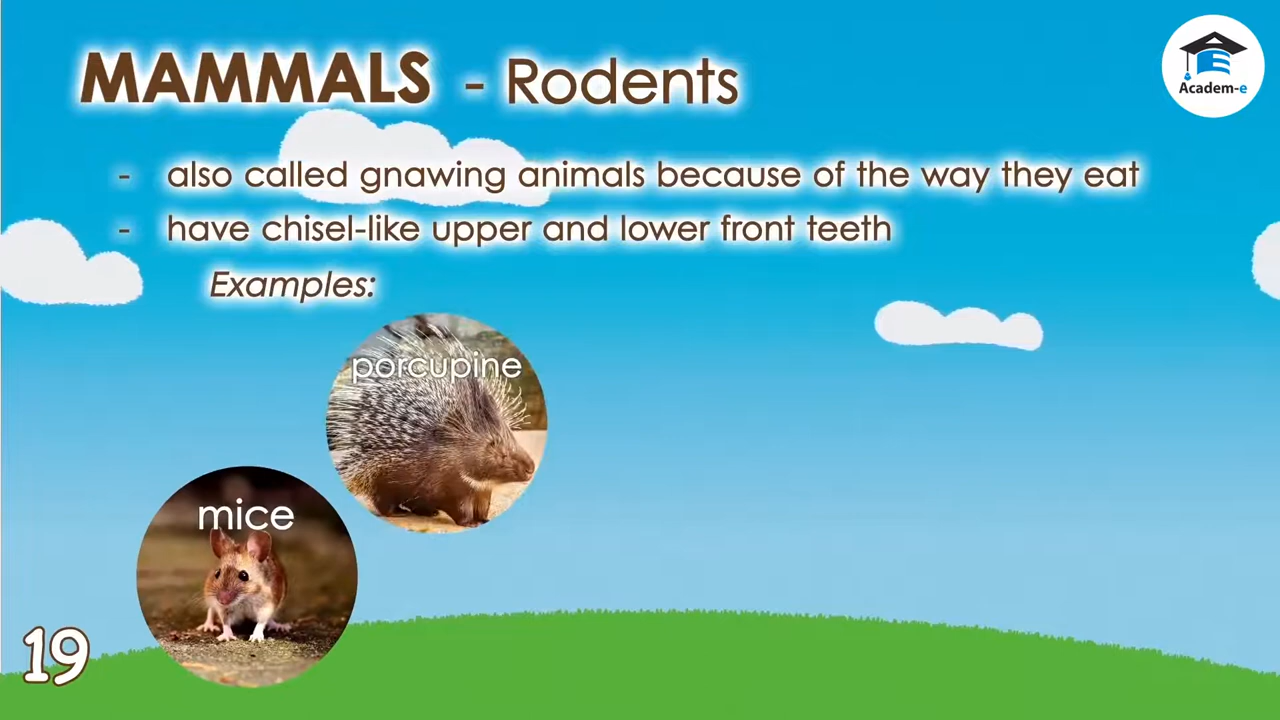 MAMMALS - Rodents
Academ-e
- also called gnawing animals because of the way they eat
- have chisel-like upper and lower front teeth
Examples:
porcupine
mice
19